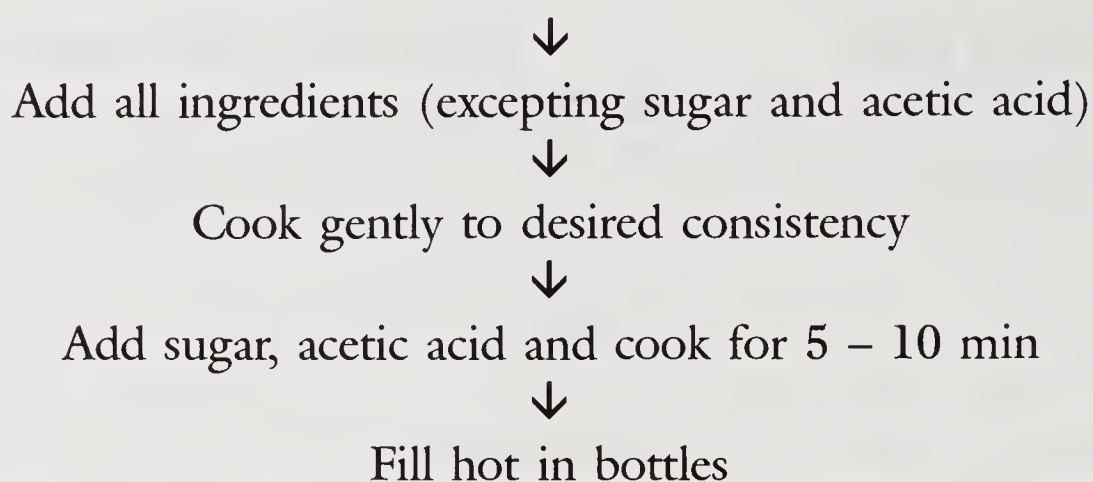 ↓
Add all ingredients (excepting sugar and acetic acid)
↓
Cook gently to desired consistency
↓
Add sugar, acetic acid and cook for 5 – 10 min
↓
Fill hot in bottles